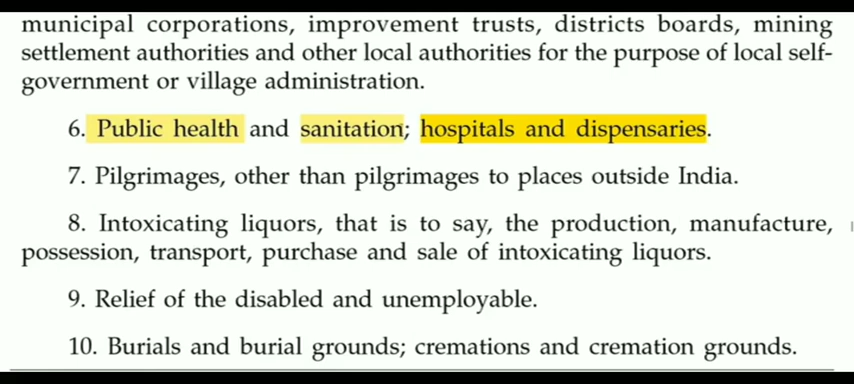 municipal corporations, improvement trusts, districts boards, mining
settlement authorities and other local authorities for the purpose of local self-
government or village administration.
6. Public health and sanitation; hospitals and dispensaries.
7. Pilgrimages, other than pilgrimages to places outside India.
8. Intoxicating liquors, that is to say, the production, manufacture,
possession, transport, purchase and sale of intoxicating liquors.
9. Relief of the disabled and unemployable.
10. Burials and burial grounds; cremations and cremation grounds.